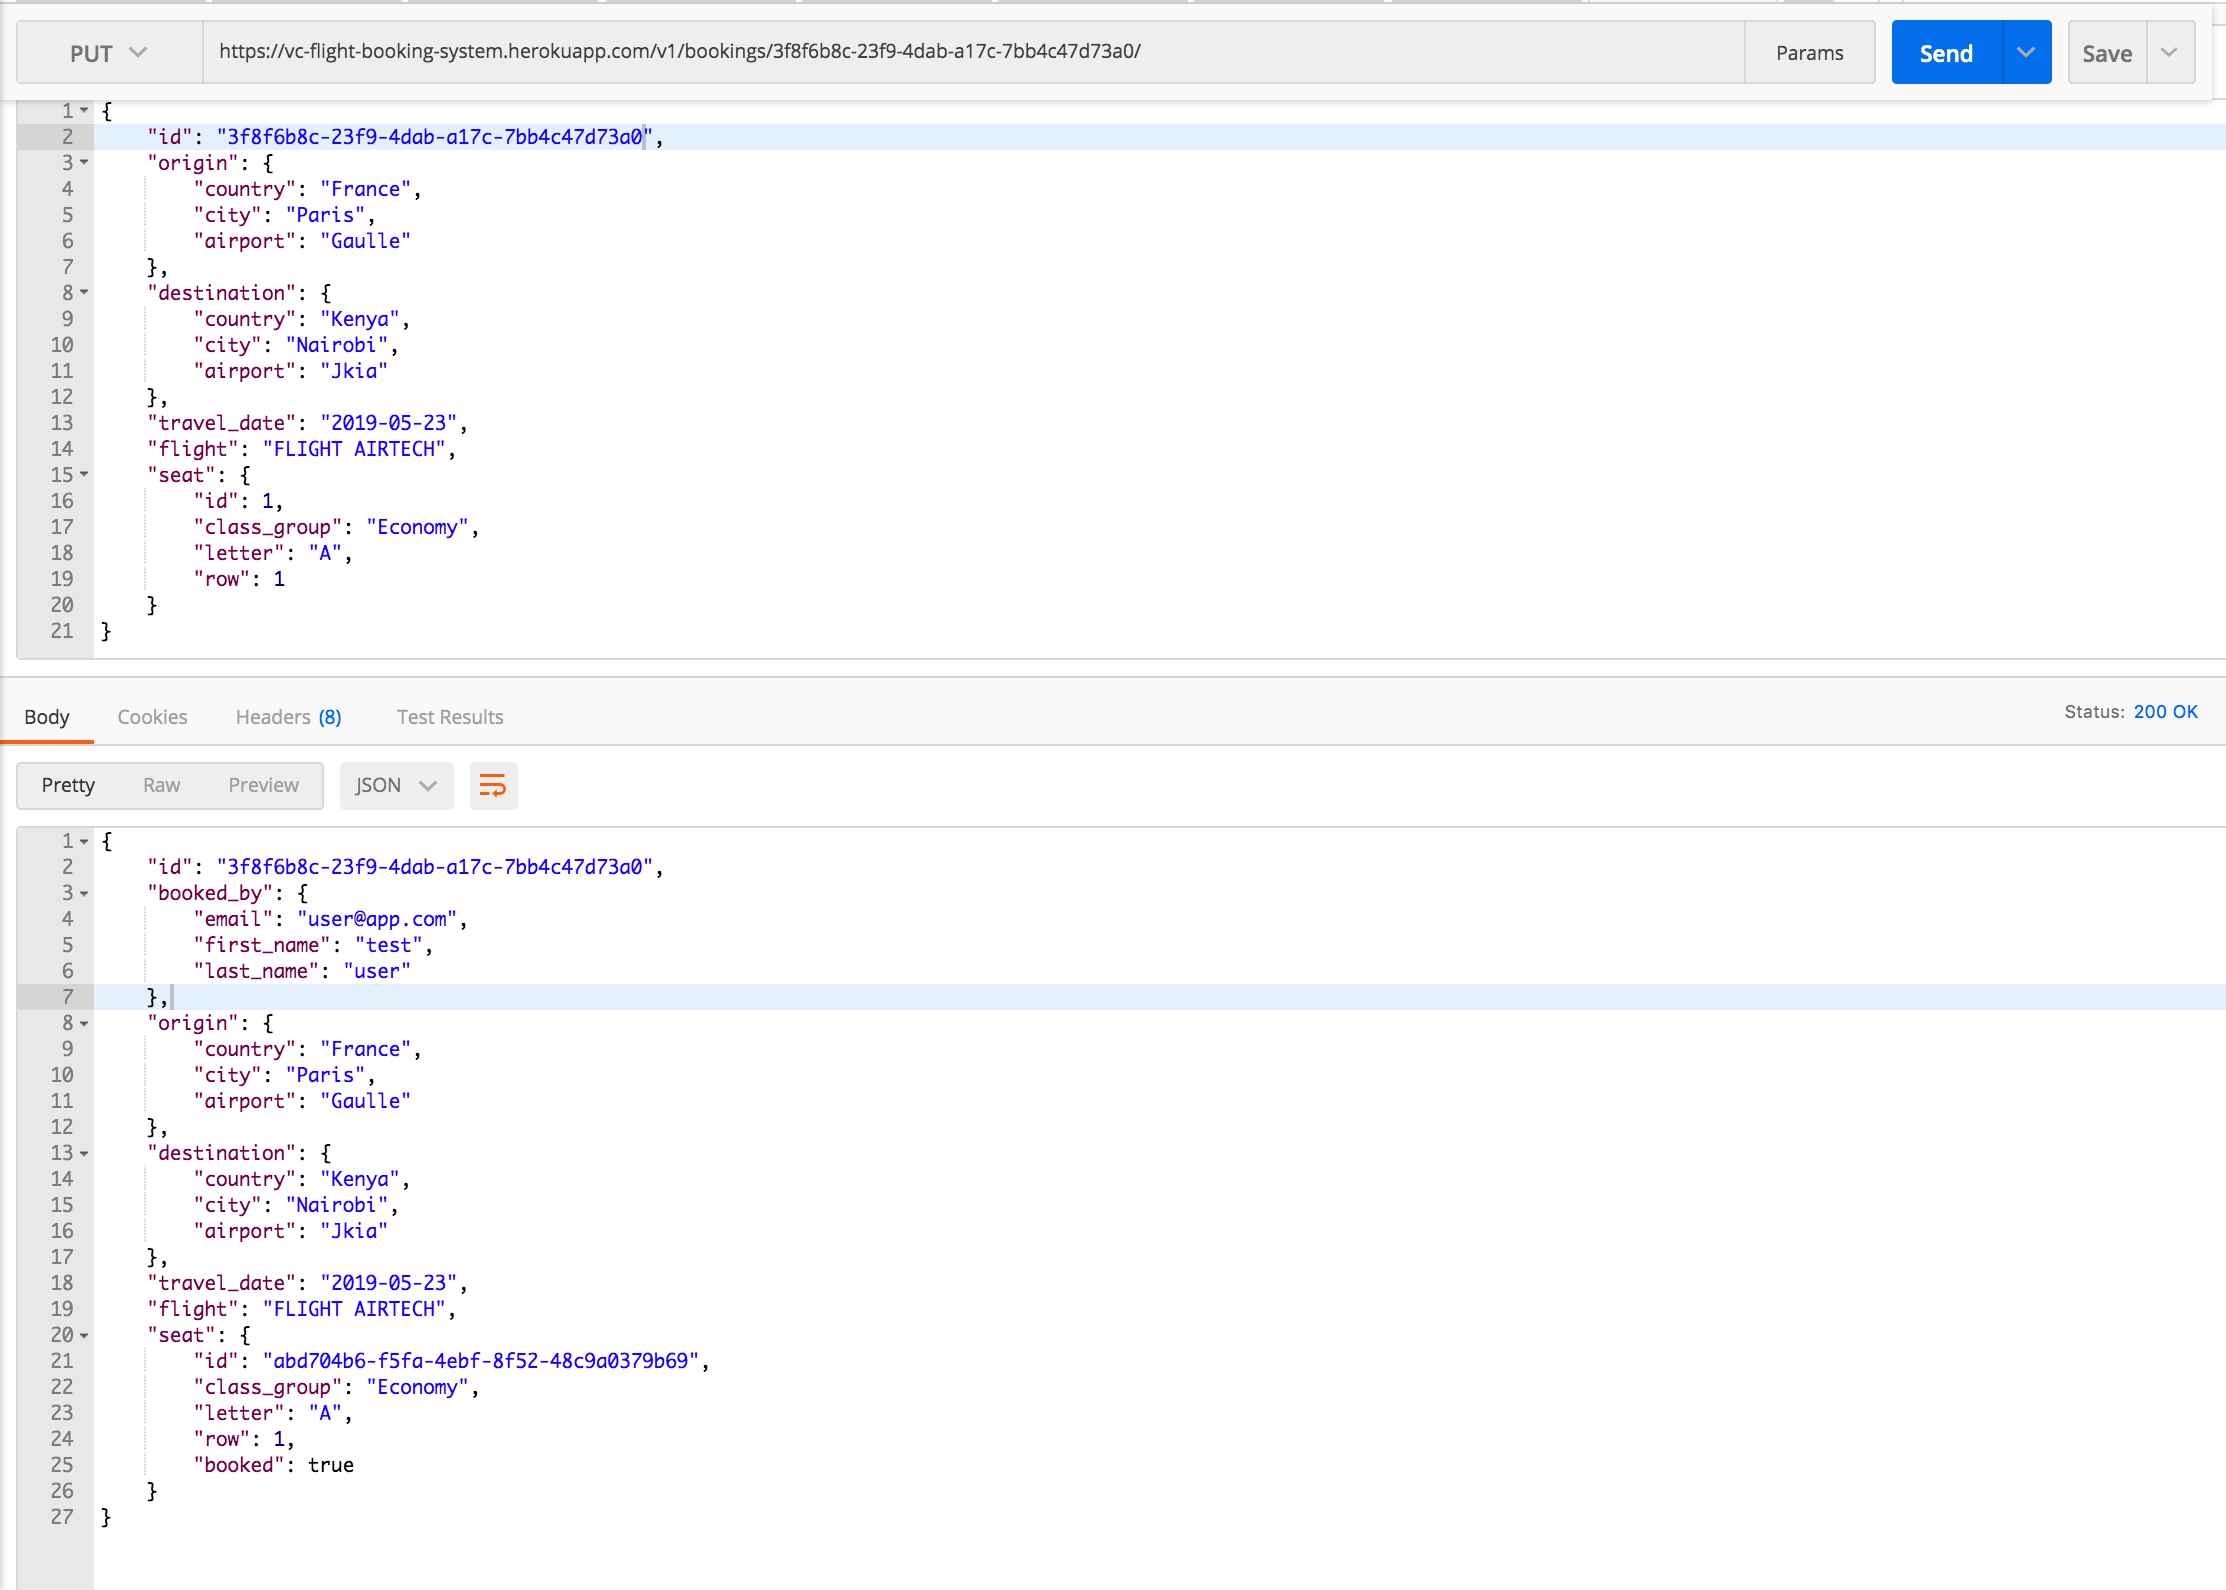 PUT https://vc-flight-booking-system.herokuapp.com/v1/bookings/3f8f6b8c-23f9-4dab-a17c-7bb4c47d73a0/ Params Send Save
1 {
2 "id": "3f8f6b8c-23f9-4dab-a17c-7bb4c47d73a0",
3 "origin": {
4 "country": "France",
5 "city": "Paris",
6 "airport": "Gaulle"
7 },
8 "destination": {
9 "country": "Kenya",
10 "city": "Nairobi",
11 "airport": "Jkia"
12 },
13 "travel_date": "2019-05-23",
14 "flight": "FLIGHT AIRTECH",
15 "seat": {
16 "id": 1,
17 "class_group": "Economy",
18 "letter": "A",
19 "row": 1
20 }
21 }
Body Cookies Headers (8) Test Results Status: 200 OK
Pretty Raw Preview JSON
1 {
2 "id": "3f8f6b8c-23f9-4dab-a17c-7bb4c47d73a0",
3 "booked_by": {
4 "email": "user@app.com",
5 "first_name": "test",
6 "last_name": "user"
7 },
8 "origin": {
9 "country": "France",
10 "city": "Paris",
11 "airport": "Gaulle"
12 },
13 "destination": {
14 "country": "Kenya",
15 "city": "Nairobi",
16 "airport": "Jkia"
17 },
18 "travel_date": "2019-05-23",
19 "flight": "FLIGHT AIRTECH",
20 "seat": {
21 "id": "abd704b6-f5fa-4ebf-8f52-48c9a0379b69",
22 "class_group": "Economy",
23 "letter": "A",
24 "row": 1,
25 "booked": true
26 }
27 }